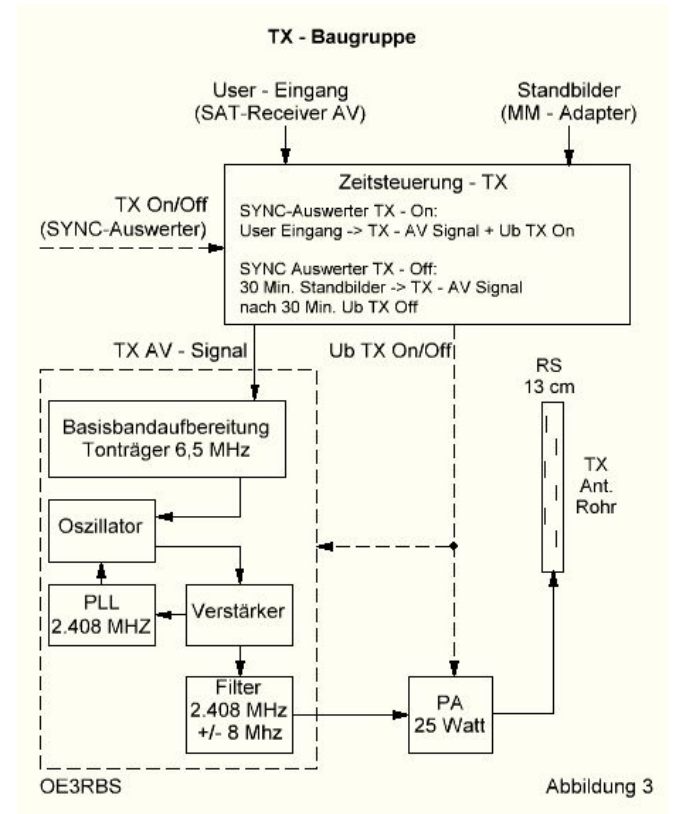 TX - Baugruppe
User - Eingang
(SAT-Receiver AV)
Standbilder
(MM - Adapter)
TX On/Off
(SYNC-Auswerter)
Zeitsteuerung - TX
SYNC-Auswerter TX - On:
User Eingang -> TX - AV Signal + Ub TX On
SYNC Auswerter TX - Off:
30 Min. Standbilder -> TX - AV Signal
nach 30 Min. Ub TX Off
TX AV - Signal
Ub TX On/Off
RS
13 cm
Basisbandaufbereitung
Tonträger 6,5 MHz
TX
Ant.
Rohr
Oszillator
PLL
2.408 MHZ
Verstärker
Filter
2.408 MHz
+/- 8 Mhz
PA
25 Watt
OE3RBS
Abbildung 3